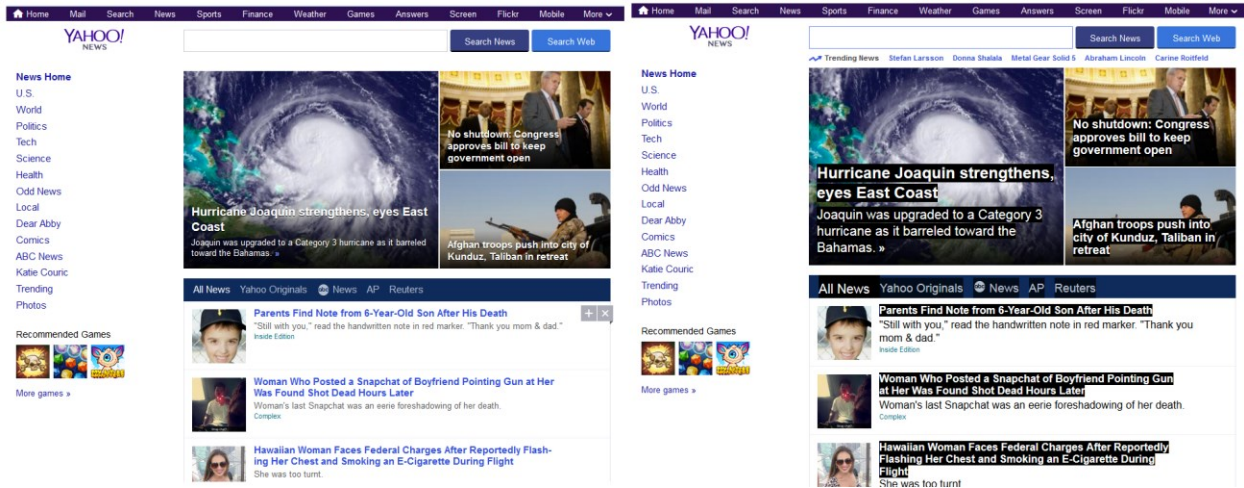 Home Mail Search News Sports Finance Weather Games Answers Screen Flickr Mobile More
YAHOO!
NEWS
Search News
Search Web
News Home
U.S.
World
Politics
Tech
Science
Health
Odd News
Local
Dear Abby
Comics
ABC News
Katie Couric
Trending
Photos
Recommended Games
More games »
Hurricane Joaquin strengthens, eyes East
Coast
Joaquin was upgraded to a Category 3 hurricane as it barreled
toward the Bahamas. »
No shutdown: Congress
approves bill to keep
government open
Afghan troops push into city of
Kunduz, Taliban in retreat
All News Yahoo Originals abc News AP Reuters
Parents Find Note from 6-Year-Old Son After His Death
"Still with you," read the handwritten note in red marker. "Thank you mom & dad."
Inside Edition
Woman Who Posted a Snapchat of Boyfriend Pointing Gun at Her
Was Found Shot Dead Hours Later
Woman's last Snapchat was an eerie foreshadowing of her death.
Complex
Hawaiian Woman Faces Federal Charges After Reportedly Flash-
ing Her Chest and Smoking an E-Cigarette During Flight
She was too turnt.
Home Mail Search News Sports Finance Weather Games Answers Screen Flickr Mobile More
YAHOO!
NEWS
Search News
Search Web
Trending News Stefan Larsson Donna Shalala Metal Gear Solid 5 Abraham Lincoln Carine Roitfeld
News Home
U.S.
World
Politics
Tech
Science
Health
Odd News
Local
Dear Abby
Comics
ABC News
Katie Couric
Trending
Photos
Recommended Games
More games »
Hurricane Joaquin strengthens,
eyes East Coast
Joaquin was upgraded to a Category 3
hurricane as it barreled toward the
Bahamas. »
No shutdown: Congress
approves bill to keep
government open
Afghan troops push into
city of Kunduz, Taliban in
retreat
All News Yahoo Originals abc News AP Reuters
Parents Find Note from 6-Year-Old Son After His Death
"Still with you," read the handwritten note in red marker. "Thank you
mom & dad."
Inside Edition
Woman Who Posted a Snapchat of Boyfriend Pointing Gun
at Her Was Found Shot Dead Hours Later
Woman's last Snapchat was an eerie foreshadowing of her death.
Complex
Hawaiian Woman Faces Federal Charges After Reportedly
Flashing Her Chest and Smoking an E-Cigarette During
Flight
She was too turnt